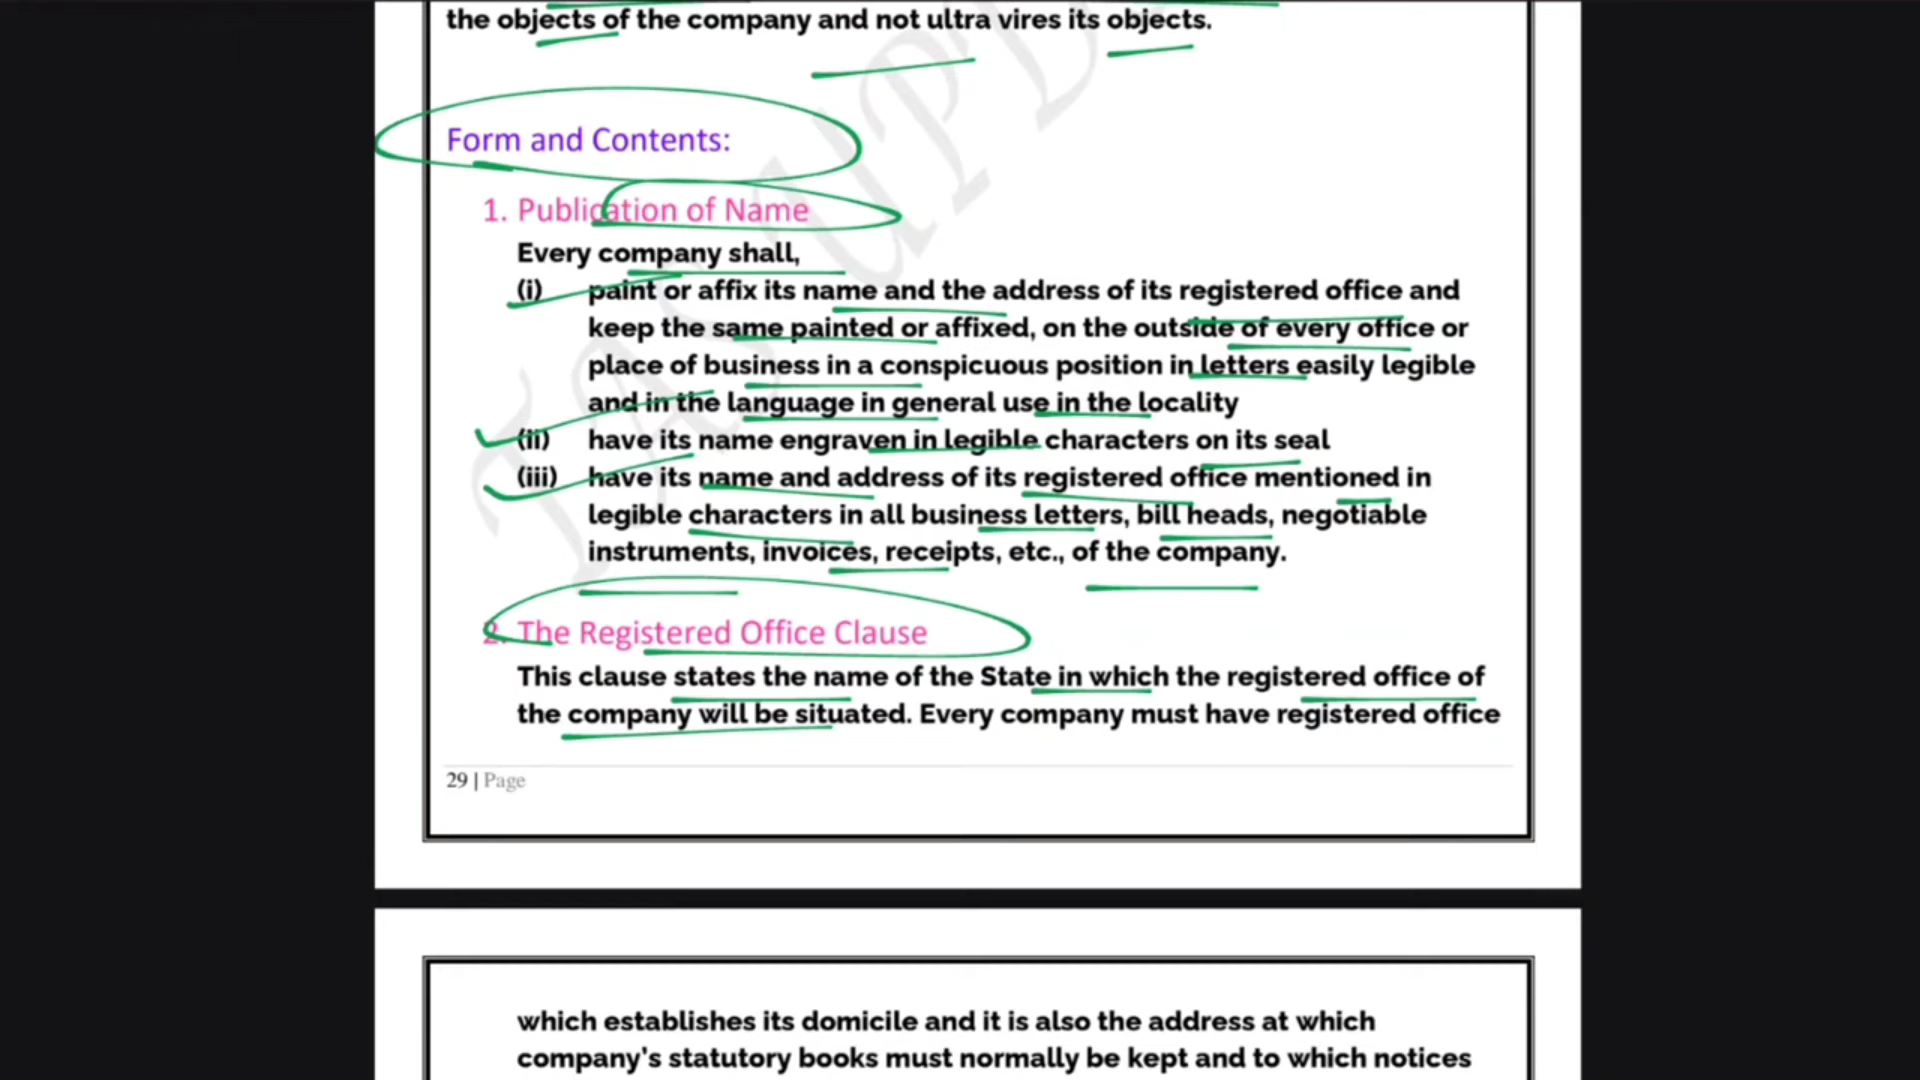 the objects of the company and not ultra vires its objects.
Form and Contents:
1. Publication of Name
Every company shall,
(i) paint or affix its name and the address of its registered office and
keep the same painted or affixed, on the outside of every office or
place of business in a conspicuous position in letters easily legible
and in the language in general use in the locality
(ii) have its name engraven in legible characters on its seal
(iii) have its name and address of its registered office mentioned in
legible characters in all business letters, bill heads, negotiable
instruments, invoices, receipts, etc., of the company.
2. The Registered Office Clause
This clause states the name of the State in which the registered office of
the company will be situated. Every company must have registered office
29 | Page
which establishes its domicile and it is also the address at which
company's statutory books must normally be kept and to which notices